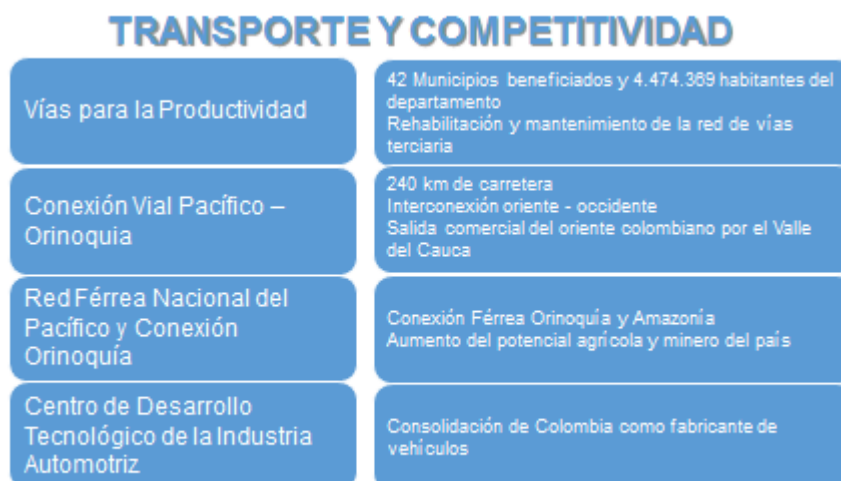 TRANSPORTE Y COMPETITIVIDAD
Vías para la Productividad
42 Municipios beneficiados y 4.474.369 habitantes del
departamento
Rehabilitación y mantenimiento de la red de vías
terciaria
Conexión Vial Pacífico –
Orinoquia
240 km de carretera
Interconexión oriente - occidente
Salida comercial del oriente colombiano por el Valle
del Cauca
Red Férrea Nacional del
Pacífico y Conexión
Orinoquía
Conexión Férrea Orinoquía y Amazonía
Aumento del potencial agrícola y minero del país
Centro de Desarrollo
Tecnológico de la Industria
Automotriz
Consolidación de Colombia como fabricante de
vehículos